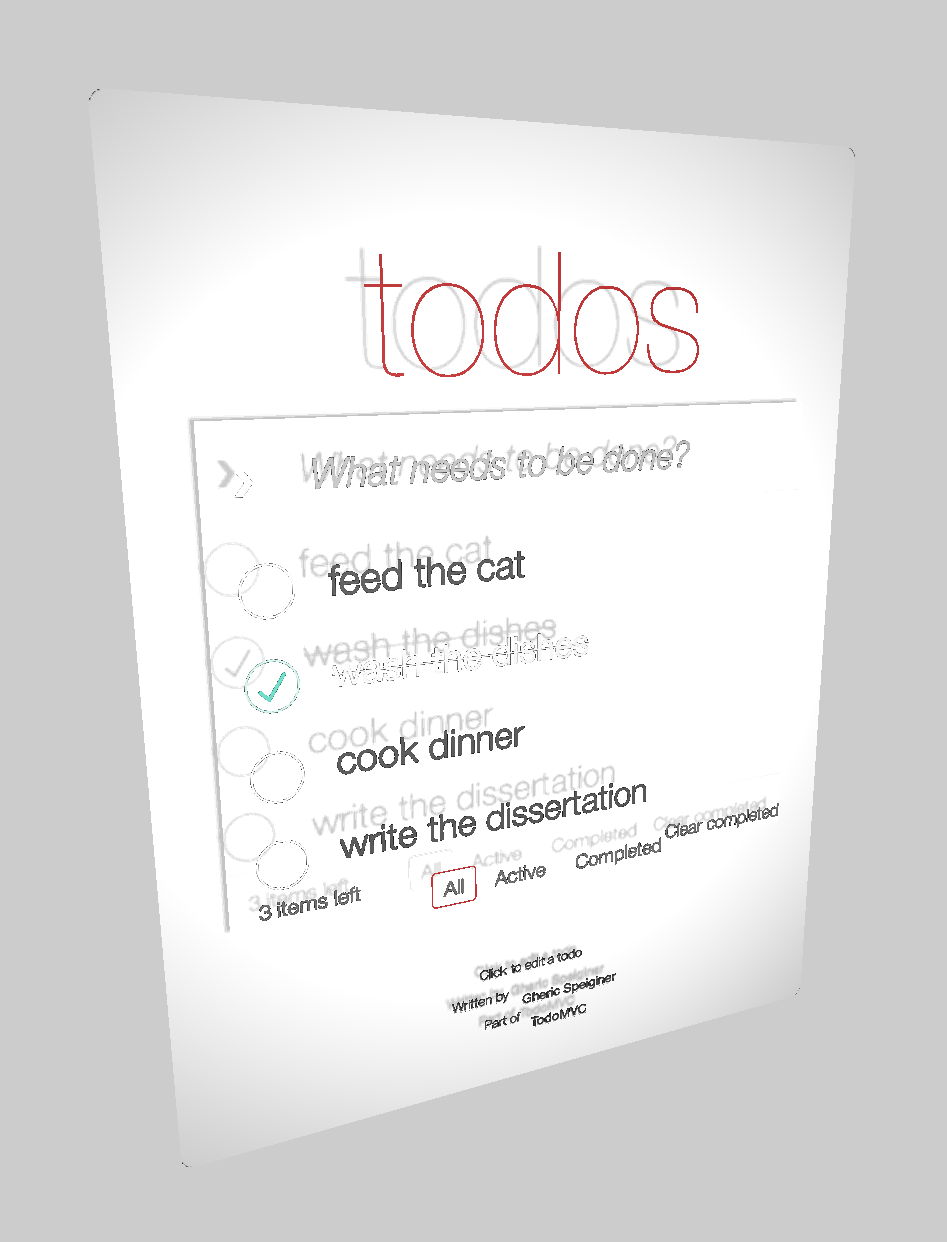 todos
What needs to be done?
feed the cat
wash the dishes
cook dinner
write the dissertation
3 items left All Active Completed Clear completed
Click to edit a todo
Written by Gheric Speiginer
Part of TodoMVC